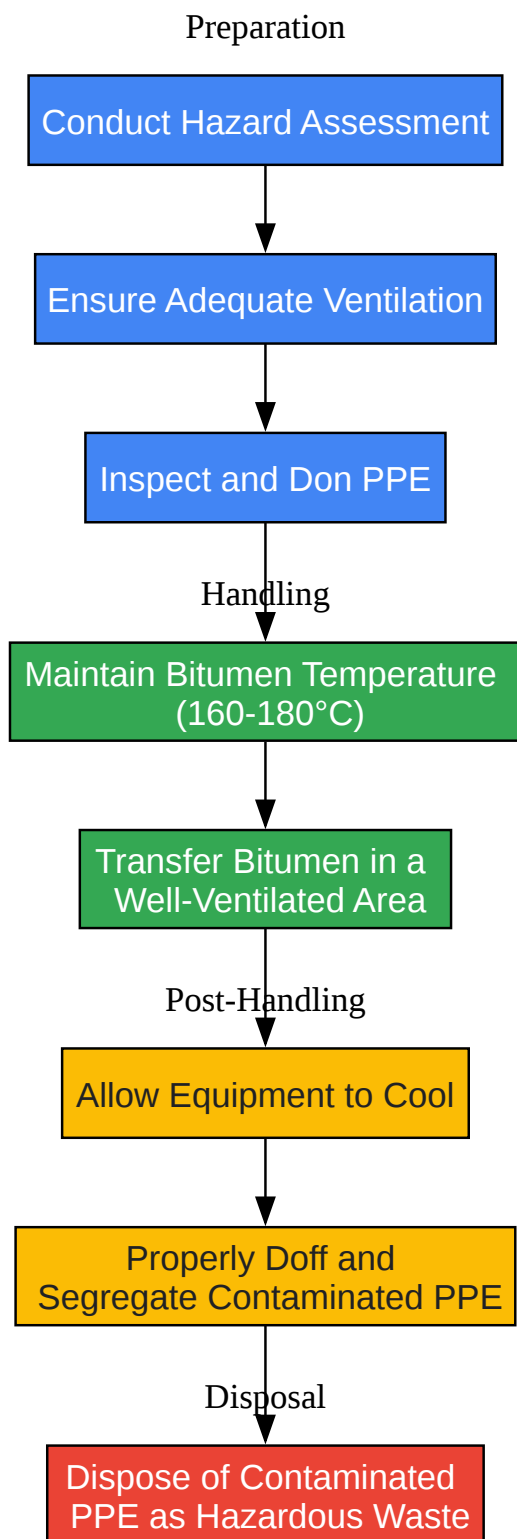 Preparation
Conduct Hazard Assessment
Ensure Adequate Ventilation
Inspect and Don PPE
Handling
Maintain Bitumen Temperature
(160-180°C)
Transfer Bitumen in a
Well-Ventilated Area
Post-Handling
Allow Equipment to Cool
Properly Doff and
Segregate Contaminated PPE
Disposal
Dispose of Contaminated
PPE as Hazardous Waste